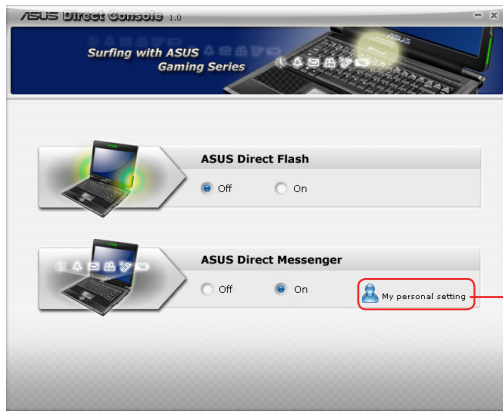 ASUS Direct Console 1.0
Surfing with ASUS
Gaming Series
ASUS
ASUS Direct Flash
Off On
ASUS Direct Messenger
Off On
My personal setting